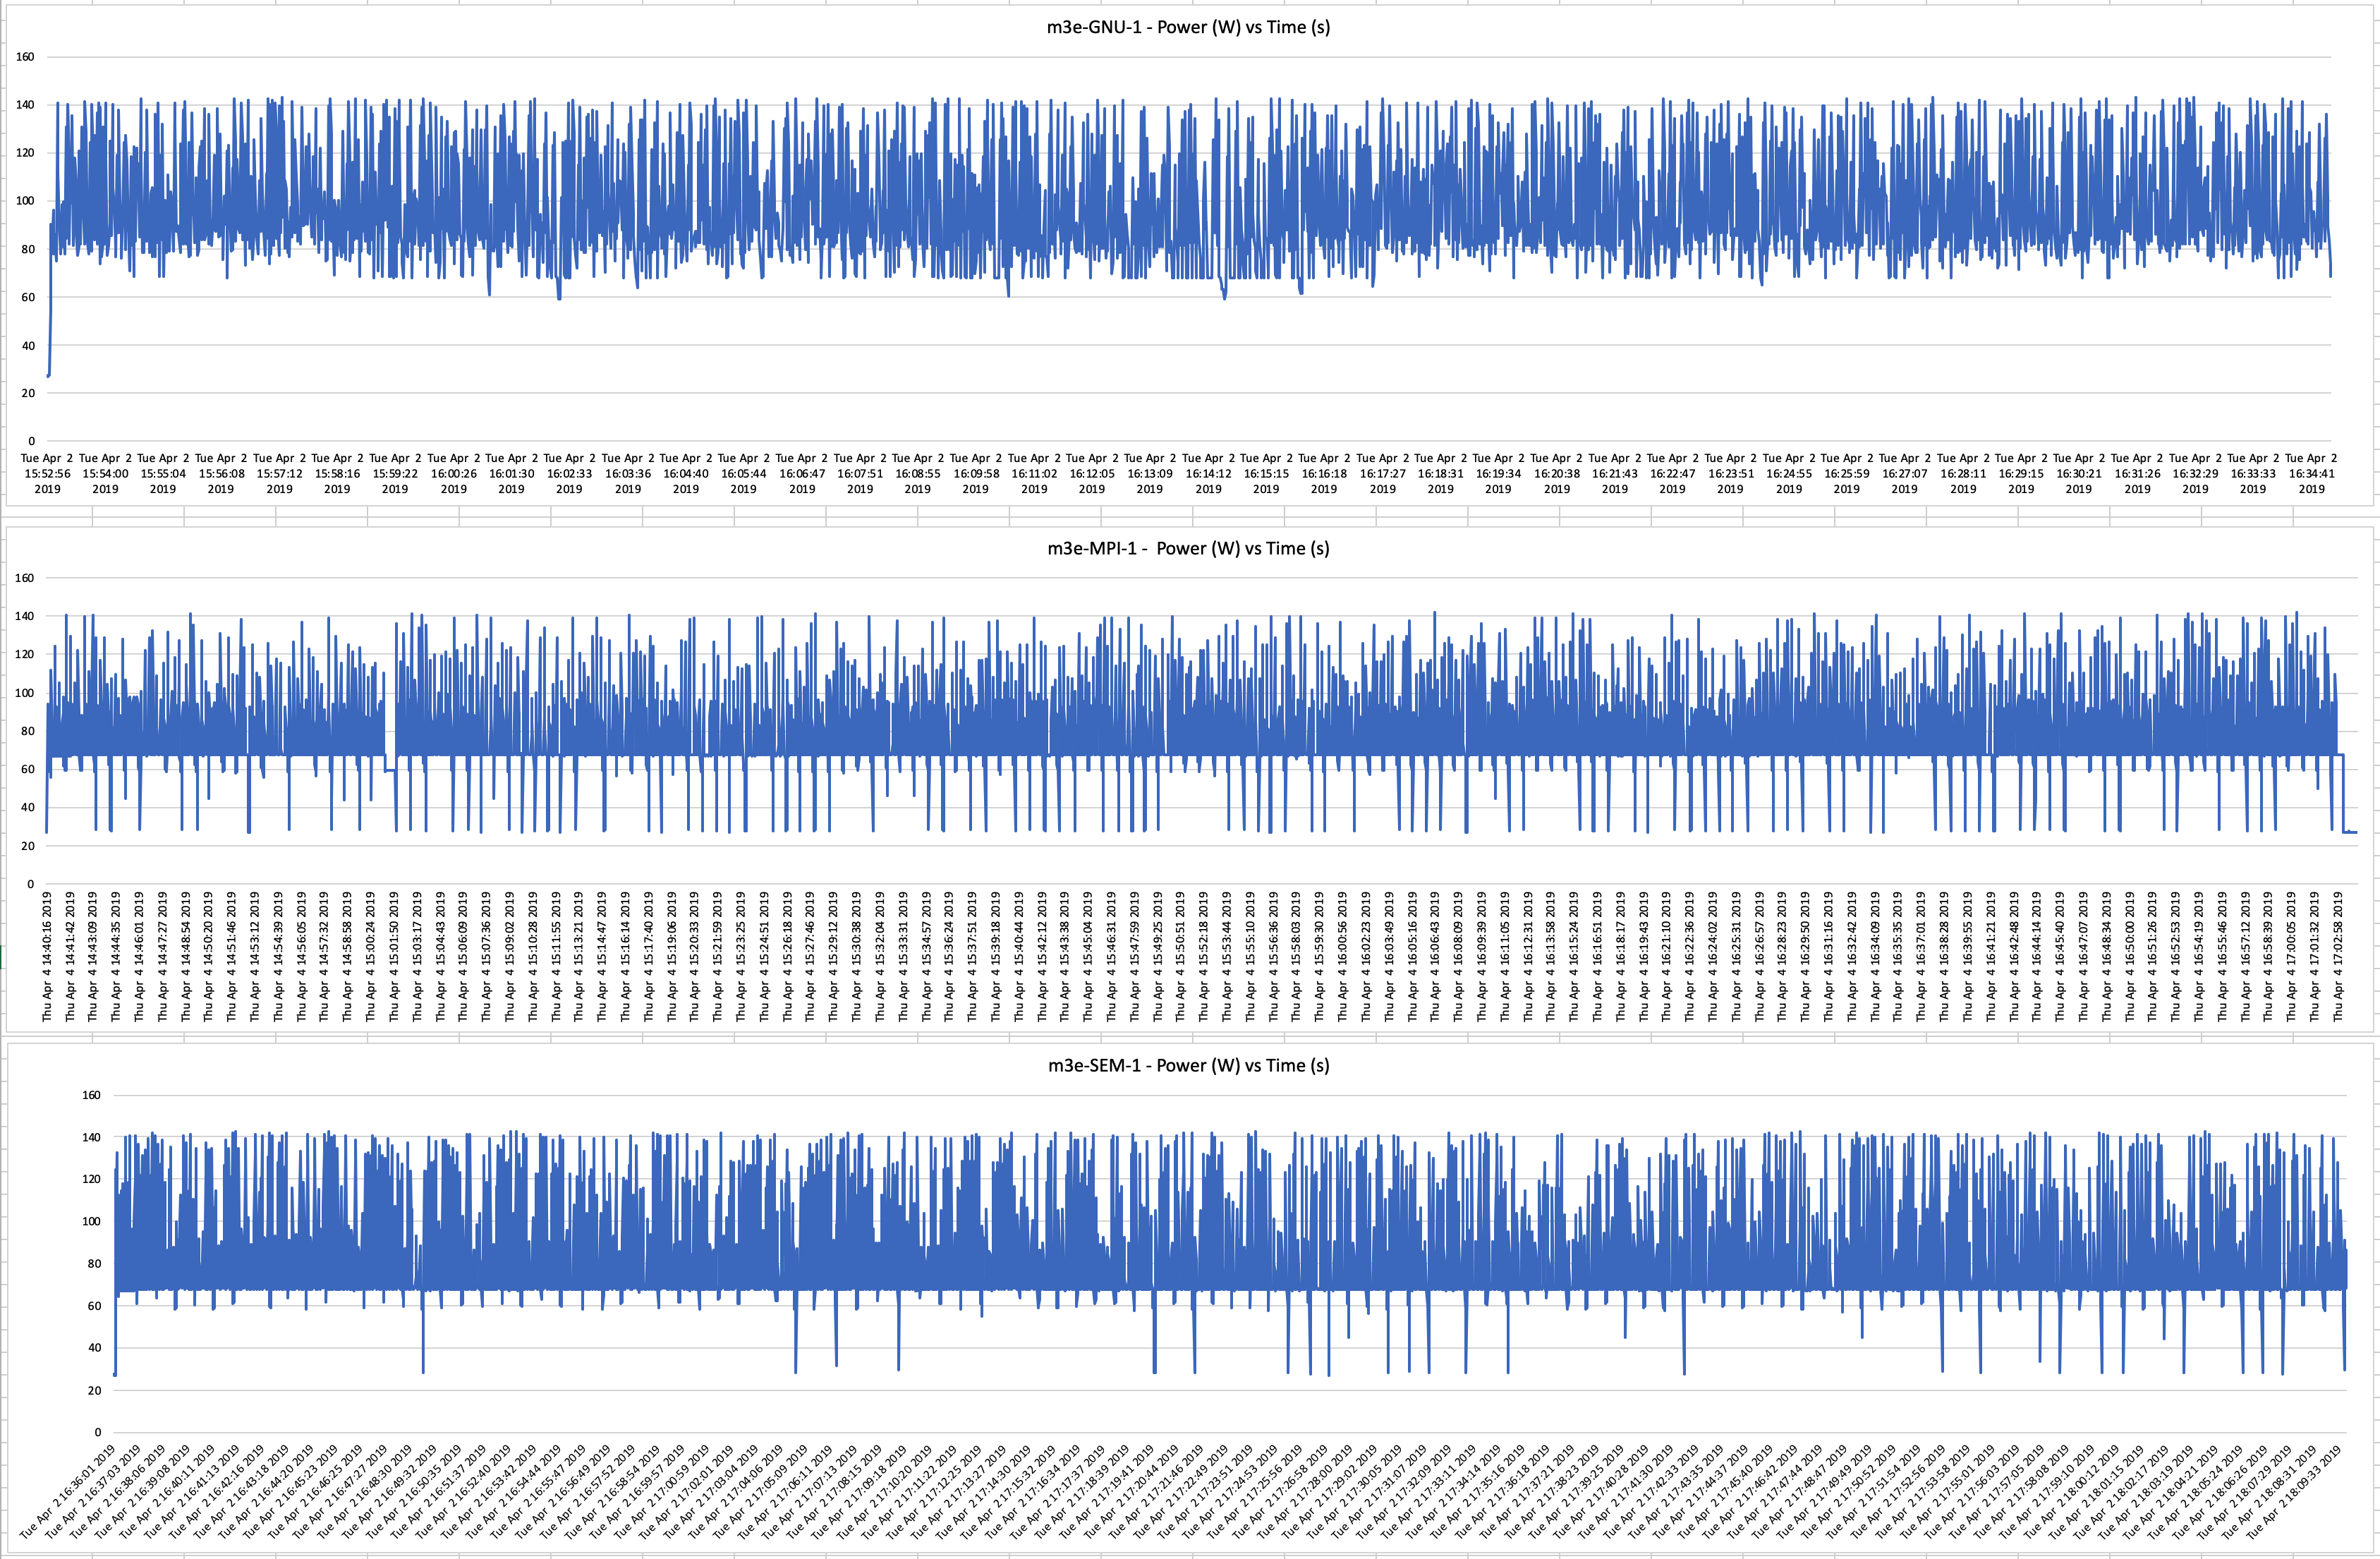 m3e-GNU-1 - Power (W) vs Time (s)
160
140
120
100
80
60
40
20
0
Tue Apr 2 Tue Apr 2 Tue Apr 2 Tue Apr 2 Tue Apr 2 Tue Apr 2 Tue Apr 2 Tue Apr 2 Tue Apr 2 Tue Apr 2 Tue Apr 2 Tue Apr 2 Tue Apr 2 Tue Apr 2 Tue Apr 2 Tue Apr 2 Tue Apr 2 Tue Apr 2 Tue Apr 2 Tue Apr 2 Tue Apr 2 Tue Apr 2 Tue Apr 2 Tue Apr 2 Tue Apr 2 Tue Apr 2 Tue Apr 2 Tue Apr 2 Tue Apr 2 Tue Apr 2 Tue Apr 2 Tue Apr 2 Tue Apr 2 Tue Apr 2 Tue Apr 2 Tue Apr 2 Tue Apr 2 Tue Apr 2 Tue Apr 2 Tue Apr 2
15:52:56 15:54:00 15:55:04 15:56:08 15:57:12 15:58:16 15:59:22 16:00:26 16:01:30 16:02:33 16:03:36 16:04:40 16:05:44 16:06:47 16:07:51 16:08:55 16:09:58 16:11:02 16:12:05 16:13:09 16:14:12 16:15:15 16:16:18 16:17:27 16:18:31 16:19:34 16:20:38 16:21:43 16:22:47 16:23:51 16:24:55 16:25:59 16:27:07 16:28:11 16:29:15 16:30:21 16:31:26 16:32:29 16:33:33 16:34:41
2019 2019 2019 2019 2019 2019 2019 2019 2019 2019 2019 2019 2019 2019 2019 2019 2019 2019 2019 2019 2019 2019 2019 2019 2019 2019 2019 2019 2019 2019 2019 2019 2019 2019 2019 2019 2019 2019 2019 2019
m3e-MPI-1 - Power (W) vs Time (s)
160
140
120
100
80
60
40
20
0
Thu Apr 4 14:40:16 2019
Thu Apr 4 14:41:42 2019
Thu Apr 4 14:43:09 2019
Thu Apr 4 14:44:35 2019
Thu Apr 4 14:46:01 2019
Thu Apr 4 14:47:27 2019
Thu Apr 4 14:48:54 2019
Thu Apr 4 14:50:20 2019
Thu Apr 4 14:51:46 2019
Thu Apr 4 14:53:12 2019
Thu Apr 4 14:54:39 2019
Thu Apr 4 14:56:05 2019
Thu Apr 4 14:57:32 2019
Thu Apr 4 14:58:58 2019
Thu Apr 4 15:00:24 2019
Thu Apr 4 15:01:50 2019
Thu Apr 4 15:03:17 2019
Thu Apr 4 15:04:43 2019
Thu Apr 4 15:06:09 2019
Thu Apr 4 15:07:36 2019
Thu Apr 4 15:09:02 2019
Thu Apr 4 15:10:28 2019
Thu Apr 4 15:11:55 2019
Thu Apr 4 15:13:21 2019
Thu Apr 4 15:14:47 2019
Thu Apr 4 15:16:14 2019
Thu Apr 4 15:17:40 2019
Thu Apr 4 15:19:06 2019
Thu Apr 4 15:20:33 2019
Thu Apr 4 15:21:59 2019
Thu Apr 4 15:23:25 2019
Thu Apr 4 15:24:51 2019
Thu Apr 4 15:26:18 2019
Thu Apr 4 15:27:46 2019
Thu Apr 4 15:29:12 2019
Thu Apr 4 15:30:38 2019
Thu Apr 4 15:32:04 2019
Thu Apr 4 15:33:31 2019
Thu Apr 4 15:34:57 2019
Thu Apr 4 15:36:24 2019
Thu Apr 4 15:37:51 2019
Thu Apr 4 15:39:18 2019
Thu Apr 4 15:40:44 2019
Thu Apr 4 15:42:12 2019
Thu Apr 4 15:43:38 2019
Thu Apr 4 15:45:04 2019
Thu Apr 4 15:46:31 2019
Thu Apr 4 15:47:59 2019
Thu Apr 4 15:49:25 2019
Thu Apr 4 15:50:51 2019
Thu Apr 4 15:52:18 2019
Thu Apr 4 15:53:44 2019
Thu Apr 4 15:55:10 2019
Thu Apr 4 15:56:36 2019
Thu Apr 4 15:58:03 2019
Thu Apr 4 15:59:30 2019
Thu Apr 4 16:00:56 2019
Thu Apr 4 16:02:23 2019
Thu Apr 4 16:03:49 2019
Thu Apr 4 16:05:16 2019
Thu Apr 4 16:06:43 2019
Thu Apr 4 16:08:09 2019
Thu Apr 4 16:09:39 2019
Thu Apr 4 16:11:05 2019
Thu Apr 4 16:12:31 2019
Thu Apr 4 16:13:58 2019
Thu Apr 4 16:15:24 2019
Thu Apr 4 16:16:51 2019
Thu Apr 4 16:18:17 2019
Thu Apr 4 16:19:43 2019
Thu Apr 4 16:21:10 2019
Thu Apr 4 16:22:36 2019
Thu Apr 4 16:24:02 2019
Thu Apr 4 16:25:31 2019
Thu Apr 4 16:26:57 2019
Thu Apr 4 16:28:23 2019
Thu Apr 4 16:29:50 2019
Thu Apr 4 16:31:16 2019
Thu Apr 4 16:32:42 2019
Thu Apr 4 16:34:09 2019
Thu Apr 4 16:35:35 2019
Thu Apr 4 16:37:01 2019
Thu Apr 4 16:38:28 2019
Thu Apr 4 16:39:55 2019
Thu Apr 4 16:41:21 2019
Thu Apr 4 16:42:48 2019
Thu Apr 4 16:44:14 2019
Thu Apr 4 16:45:40 2019
Thu Apr 4 16:47:07 2019
Thu Apr 4 16:48:34 2019
Thu Apr 4 16:50:00 2019
Thu Apr 4 16:51:26 2019
Thu Apr 4 16:52:53 2019
Thu Apr 4 16:54:19 2019
Thu Apr 4 16:55:46 2019
Thu Apr 4 16:57:12 2019
Thu Apr 4 16:58:39 2019
Thu Apr 4 17:00:05 2019
Thu Apr 4 17:01:32 2019
Thu Apr 4 17:02:58 2019
m3e-SEM-1 - Power (W) vs Time (s)
160
140
120
100
80
60
40
20
0
Tue Apr 2 16:36:01 2019
Tue Apr 2 16:37:03 2019
Tue Apr 2 16:38:06 2019
Tue Apr 2 16:39:08 2019
Tue Apr 2 16:40:11 2019
Tue Apr 2 16:41:13 2019
Tue Apr 2 16:42:16 2019
Tue Apr 2 16:43:18 2019
Tue Apr 2 16:44:20 2019
Tue Apr 2 16:45:23 2019
Tue Apr 2 16:46:25 2019
Tue Apr 2 16:47:27 2019
Tue Apr 2 16:48:30 2019
Tue Apr 2 16:49:32 2019
Tue Apr 2 16:50:35 2019
Tue Apr 2 16:51:37 2019
Tue Apr 2 16:52:40 2019
Tue Apr 2 16:53:42 2019
Tue Apr 2 16:54:44 2019
Tue Apr 2 16:55:47 2019
Tue Apr 2 16:56:49 2019
Tue Apr 2 16:57:52 2019
Tue Apr 2 16:58:54 2019
Tue Apr 2 16:59:57 2019
Tue Apr 2 17:00:59 2019
Tue Apr 2 17:02:01 2019
Tue Apr 2 17:03:04 2019
Tue Apr 2 17:04:06 2019
Tue Apr 2 17:05:09 2019
Tue Apr 2 17:06:11 2019
Tue Apr 2 17:07:13 2019
Tue Apr 2 17:08:15 2019
Tue Apr 2 17:09:18 2019
Tue Apr 2 17:10:20 2019
Tue Apr 2 17:11:22 2019
Tue Apr 2 17:12:25 2019
Tue Apr 2 17:13:27 2019
Tue Apr 2 17:14:30 2019
Tue Apr 2 17:15:32 2019
Tue Apr 2 17:16:34 2019
Tue Apr 2 17:17:37 2019
Tue Apr 2 17:18:39 2019
Tue Apr 2 17:19:41 2019
Tue Apr 2 17:20:44 2019
Tue Apr 2 17:21:46 2019
Tue Apr 2 17:22:49 2019
Tue Apr 2 17:23:51 2019
Tue Apr 2 17:24:53 2019
Tue Apr 2 17:25:56 2019
Tue Apr 2 17:26:58 2019
Tue Apr 2 17:28:00 2019
Tue Apr 2 17:29:02 2019
Tue Apr 2 17:30:05 2019
Tue Apr 2 17:31:07 2019
Tue Apr 2 17:32:09 2019
Tue Apr 2 17:33:11 2019
Tue Apr 2 17:34:14 2019
Tue Apr 2 17:35:16 2019
Tue Apr 2 17:36:18 2019
Tue Apr 2 17:37:21 2019
Tue Apr 2 17:38:23 2019
Tue Apr 2 17:39:25 2019
Tue Apr 2 17:40:28 2019
Tue Apr 2 17:41:30 2019
Tue Apr 2 17:42:33 2019
Tue Apr 2 17:43:35 2019
Tue Apr 2 17:44:37 2019
Tue Apr 2 17:45:40 2019
Tue Apr 2 17:46:42 2019
Tue Apr 2 17:47:44 2019
Tue Apr 2 17:48:47 2019
Tue Apr 2 17:49:49 2019
Tue Apr 2 17:50:52 2019
Tue Apr 2 17:51:54 2019
Tue Apr 2 17:52:56 2019
Tue Apr 2 17:53:58 2019
Tue Apr 2 17:55:01 2019
Tue Apr 2 17:56:03 2019
Tue Apr 2 17:57:05 2019
Tue Apr 2 17:58:08 2019
Tue Apr 2 17:59:10 2019
Tue Apr 2 18:00:12 2019
Tue Apr 2 18:01:15 2019
Tue Apr 2 18:02:17 2019
Tue Apr 2 18:03:19 2019
Tue Apr 2 18:04:21 2019
Tue Apr 2 18:05:24 2019
Tue Apr 2 18:06:26 2019
Tue Apr 2 18:07:29 2019
Tue Apr 2 18:08:31 2019
Tue Apr 2 18:09:33 2019